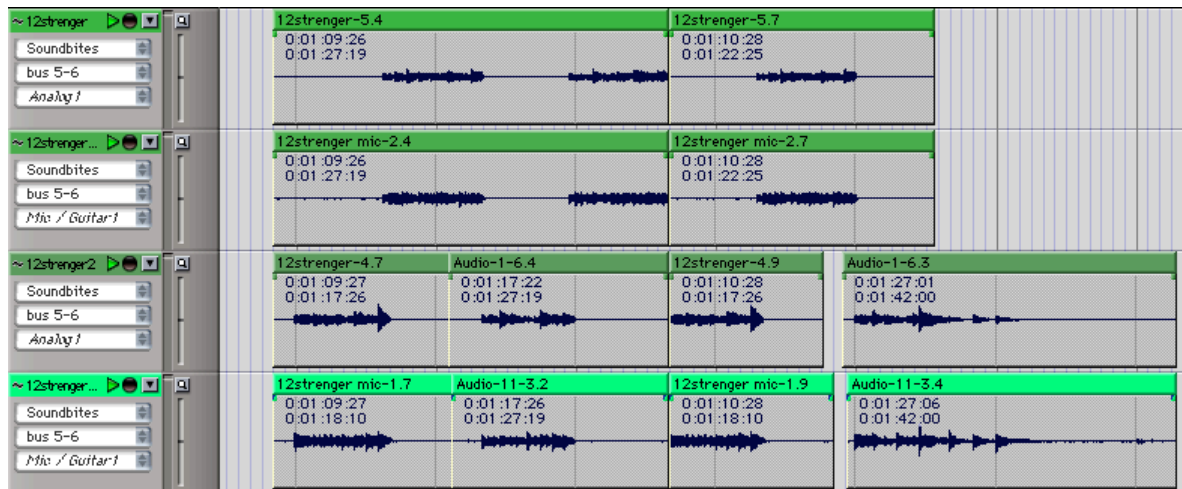 ~12strenger
12strenger-5.4
12strenger-5.7
Soundbites
0:01:09:26
0:01:27:19
0:01:10:28
0:01:22:25
bus 5-6
Analog 1
~12strenger...
12strenger mic-2.4
12strenger mic-2.7
Soundbites
0:01:09:26
0:01:27:19
0:01:10:28
0:01:22:25
bus 5-6
Mic / Guitar1
~12strenger2
12strenger-4.7
Audio-1-6.4
12strenger-4.9
Audio-1-6.3
Soundbites
0:01:09:27
0:01:17:26
0:01:17:22
0:01:27:19
0:01:10:28
0:01:17:26
0:01:27:01
0:01:42:00
bus 5-6
Analog 1
~12strenger...
12strenger mic-1.7
Audio-11-3.2
12strenger mic-1.9
Audio-11-3.4
Soundbites
0:01:09:27
0:01:18:10
0:01:17:26
0:01:27:19
0:01:10:28
0:01:18:10
0:01:27:06
0:01:42:00
bus 5-6
Mic / Guitar1